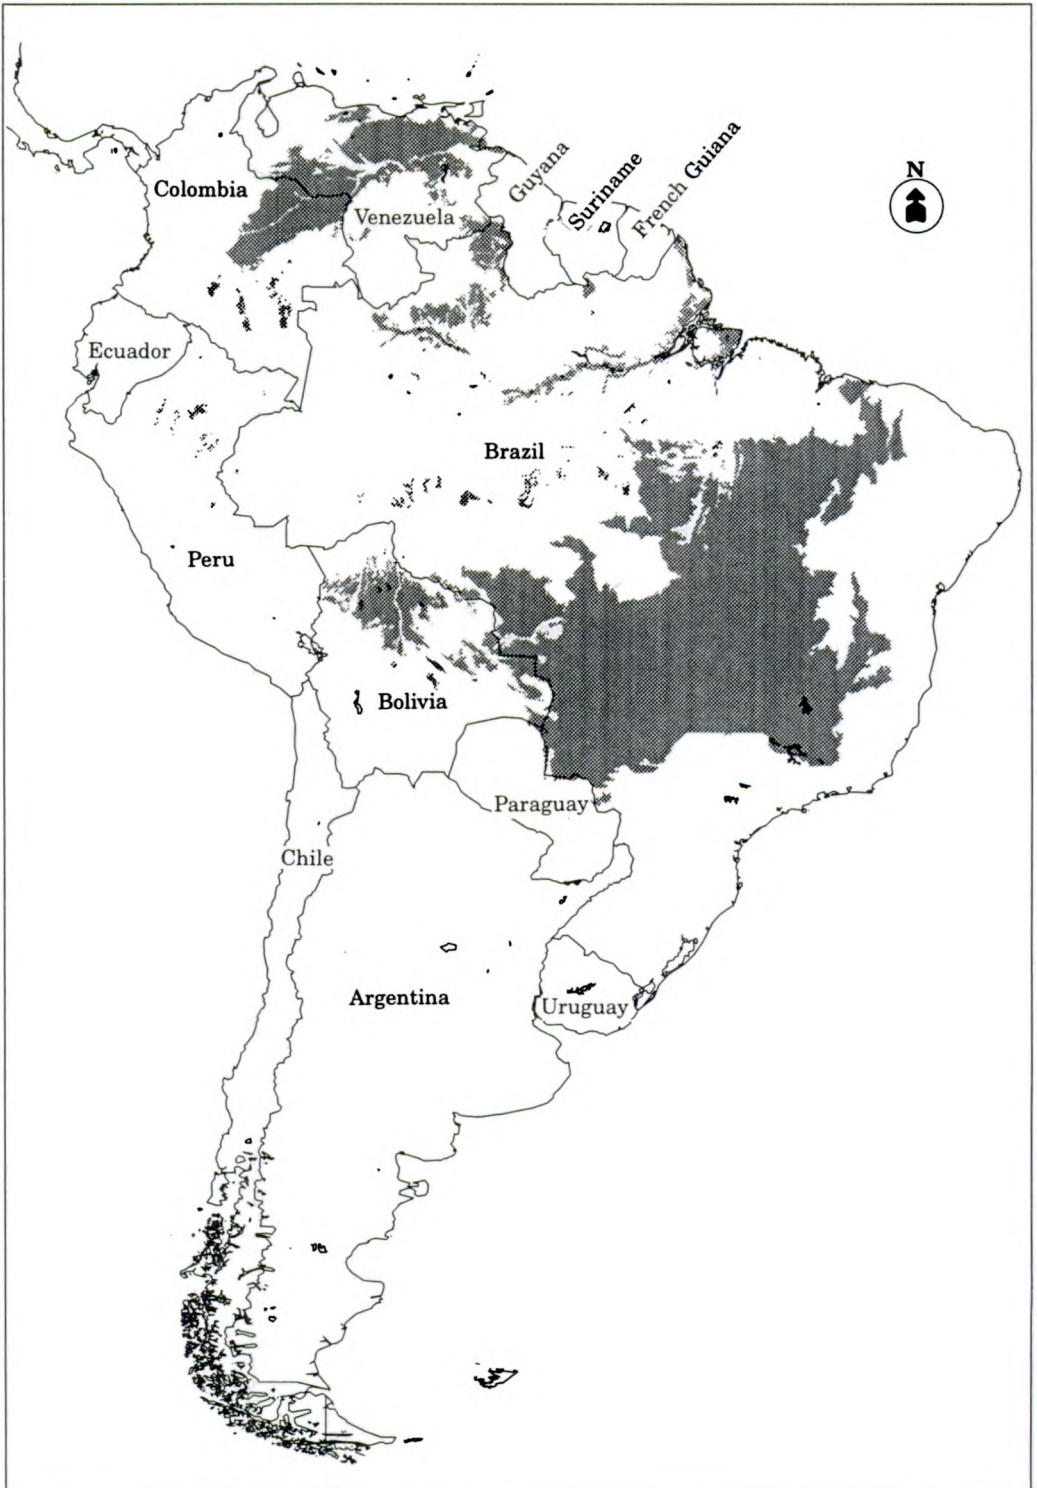 N
Colombia
Venezuela
Guyana
Suriname
French Guiana
Ecuador
Brazil
Peru
Bolivia
Paraguay
Chile
Argentina
Uruguay